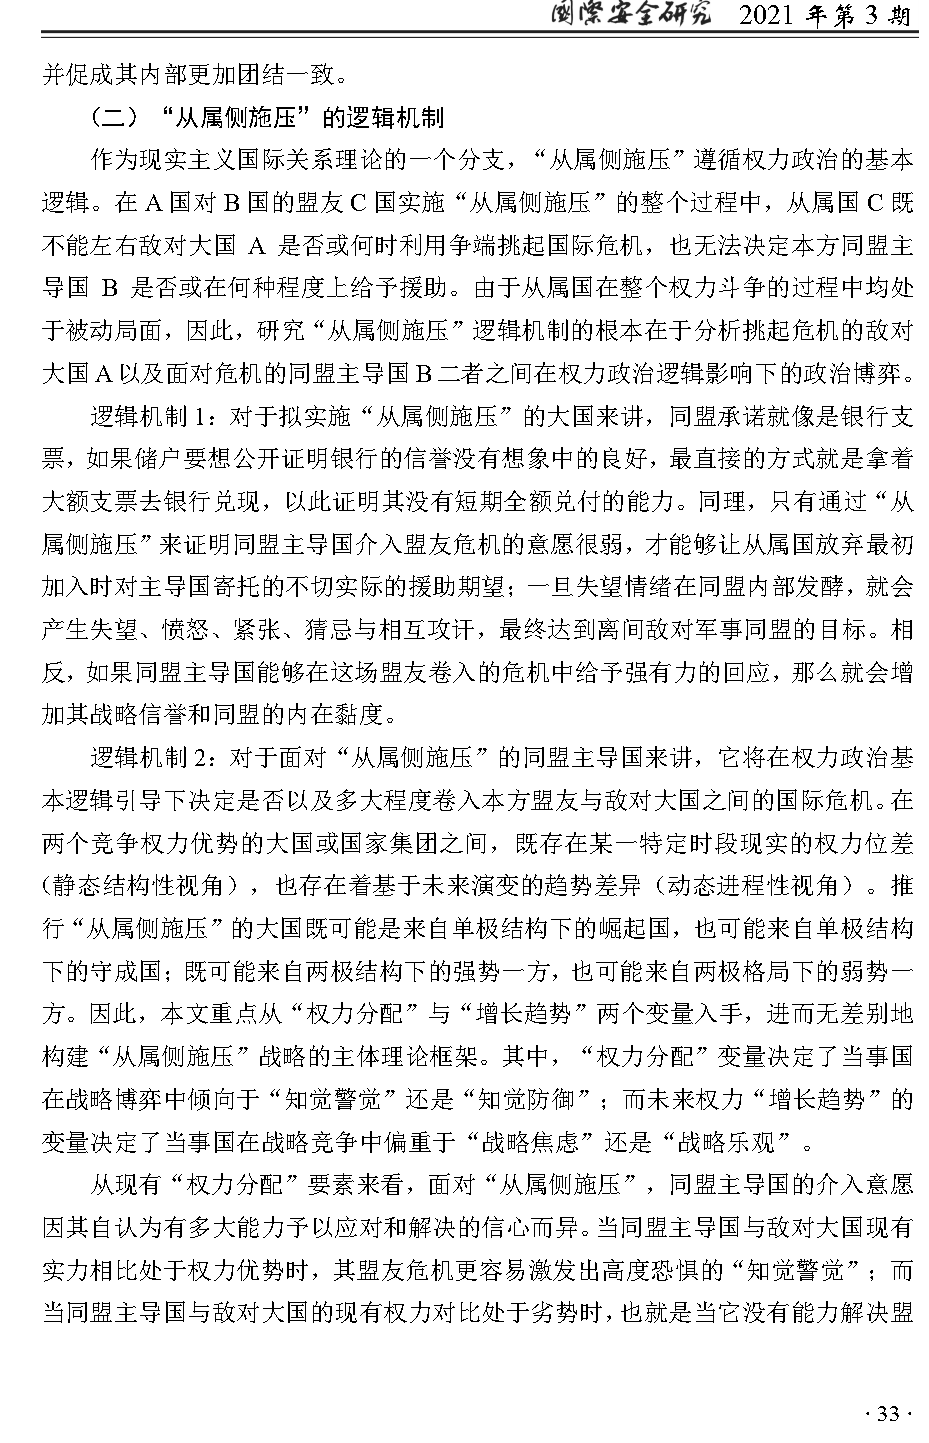 國際安全研究 2021 年第 3 期
并促成其内部更加团结一致。
（二）“从属侧施压”的逻辑机制
作为现实主义国际关系理论的一个分支，“从属侧施压”遵循权力政治的基本
逻辑。在 A 国对 B 国的盟友 C 国实施“从属侧施压”的整个过程中，从属国 C 既
不能左右敌对大国 A 是否或何时利用争端挑起国际危机，也无法决定本方同盟主
导国 B 是否或在何种程度上给予援助。由于从属国在整个权力斗争的过程中均处
于被动局面，因此，研究“从属侧施压”逻辑机制的根本在于分析挑起危机的敌对
大国 A 以及面对危机的同盟主导国 B 二者之间在权力政治逻辑影响下的政治博弈。
逻辑机制 1：对于拟实施“从属侧施压”的大国来讲，同盟承诺就像是银行支
票，如果储户要想公开证明银行的信誉没有想象中的良好，最直接的方式就是拿着
大额支票去银行兑现，以此证明其没有短期全额兑付的能力。同理，只有通过“从
属侧施压”来证明同盟主导国介入盟友危机的意愿很弱，才能够让从属国放弃最初
加入时对主导国寄托的不切实际的援助期望；一旦失望情绪在同盟内部发酵，就会
产生失望、愤怒、紧张、猜忌与相互攻讦，最终达到离间敌对军事同盟的目标。相
反，如果同盟主导国能够在这场盟友卷入的危机中给予强有力的回应，那么就会增
加其战略信誉和同盟的内在黏度。
逻辑机制 2：对于面对“从属侧施压”的同盟主导国来讲，它将在权力政治基
本逻辑引导下决定是否以及多大程度卷入本方盟友与敌对大国之间的国际危机。在
两个竞争权力优势的大国或国家集团之间，既存在某一特定时段现实的权力位差
（静态结构性视角），也存在着基于未来演变的趋势差异（动态进程性视角）。推
行“从属侧施压”的大国既可能是来自单极结构下的崛起国，也可能来自单极结构
下的守成国；既可能来自两极结构下的强势一方，也可能来自两极格局下的弱势一
方。因此，本文重点从“权力分配”与“增长趋势”两个变量入手，进而无差别地
构建“从属侧施压”战略的主体理论框架。其中，“权力分配”变量决定了当事国
在战略博弈中倾向于“知觉警觉”还是“知觉防御”；而未来权力“增长趋势”的
变量决定了当事国在战略竞争中偏重于“战略焦虑”还是“战略乐观”。
从现有“权力分配”要素来看，面对“从属侧施压”，同盟主导国的介入意愿
因其自认为有多大能力予以应对和解决的信心而异。当同盟主导国与敌对大国现有
实力相比处于权力优势时，其盟友危机更容易激发出高度恐惧的“知觉警觉”；而
当同盟主导国与敌对大国的现有权力对比处于劣势时，也就是当它没有能力解决盟
· 33 ·